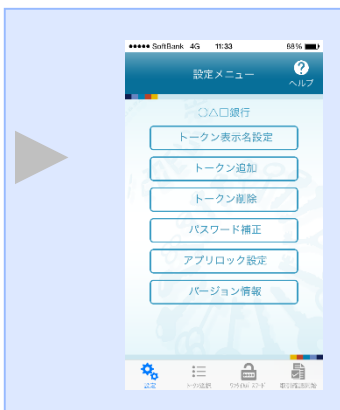 ●●●●● SoftBank 4G 11:33 88%
設定メニュー
?
ヘルプ
○△□銀行
トークン表示名設定
トークン追加
トークン削除
パスワード補正
アプリロック設定
バージョン情報
設定